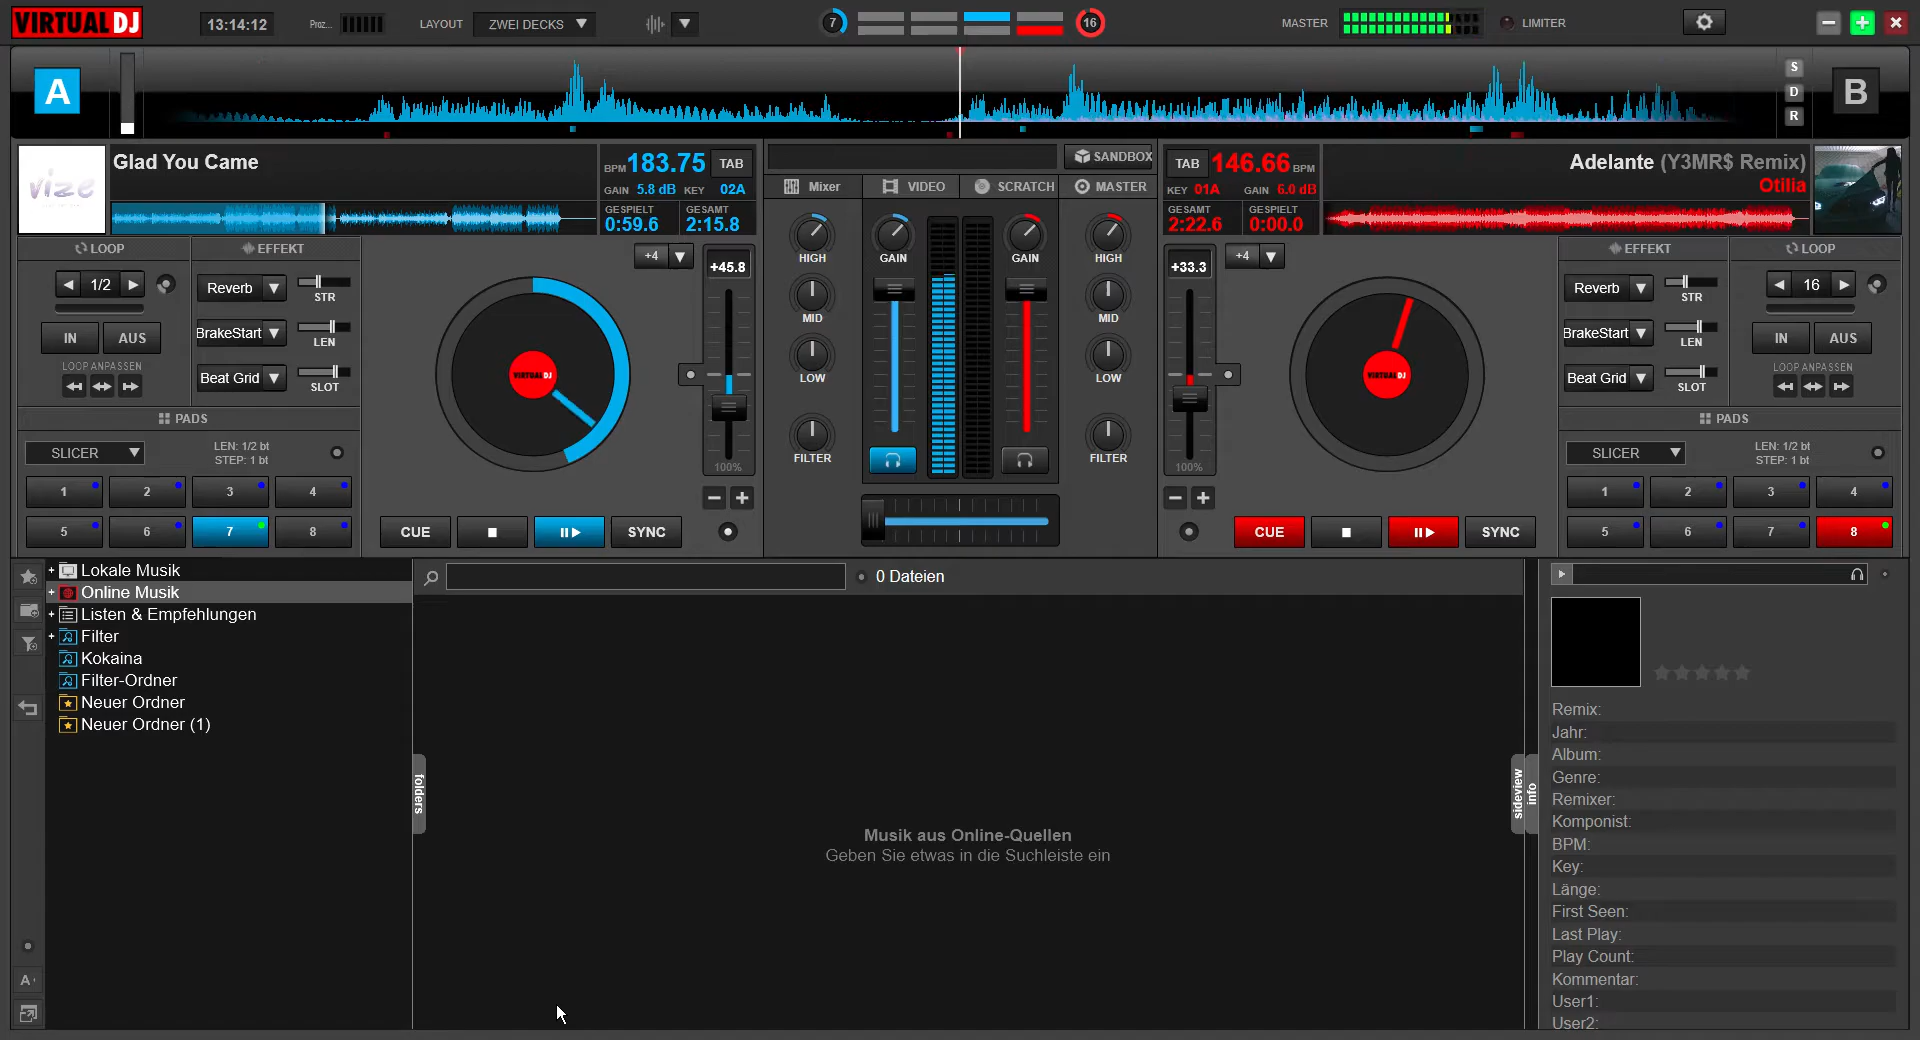 VIRTUAL DJ 13:14:12 Proz... LAYOUT ZWEI DECKS 7 16 MASTER LIMITER
A S D R B
vize Glad You Came BPM 183.75 TAB
GAIN 5.8 dB KEY 02A
GESPIELT 0:59.6 GESAMT 2:15.8
SANDBOX
Mixer VIDEO SCRATCH MASTER
TAB 146.66 BPM Adelante (Y3MR$ Remix)
KEY 01A GAIN 6.0 dB Otilia
GESAMT 2:22.6 GESPIELT 0:00.0
LOOP EFFEKT
1/2 Reverb STR
IN AUS BrakeStart LEN
LOOP ANPASSEN Beat Grid SLOT
PADS
SLICER LEN: 1/2 bt
STEP: 1 bt
1 2 3 4
5 6 7 8
+4 +45.8
VIRTUAL DJ
100%
CUE SYNC
HIGH GAIN GAIN HIGH
MID MID
LOW LOW
FILTER FILTER
+33.3 +4
VIRTUAL DJ
100%
CUE SYNC
EFFEKT LOOP
Reverb STR 16
BrakeStart LEN IN AUS
Beat Grid SLOT LOOP ANPASSEN
PADS
SLICER LEN: 1/2 bt
STEP: 1 bt
1 2 3 4
5 6 7 8
Lokale Musik
Online Musik
Listen & Empfehlungen
Filter
Kokaina
Filter-Ordner
Neuer Ordner
Neuer Ordner (1)
A
folders
0 Dateien
Musik aus Online-Quellen
Geben Sie etwas in die Suchleiste ein
sideview
info
Remix:
Jahr:
Album:
Genre:
Remixer:
Komponist:
BPM:
Key:
Länge:
First Seen:
Last Play:
Play Count:
Kommentar:
User1:
User2: